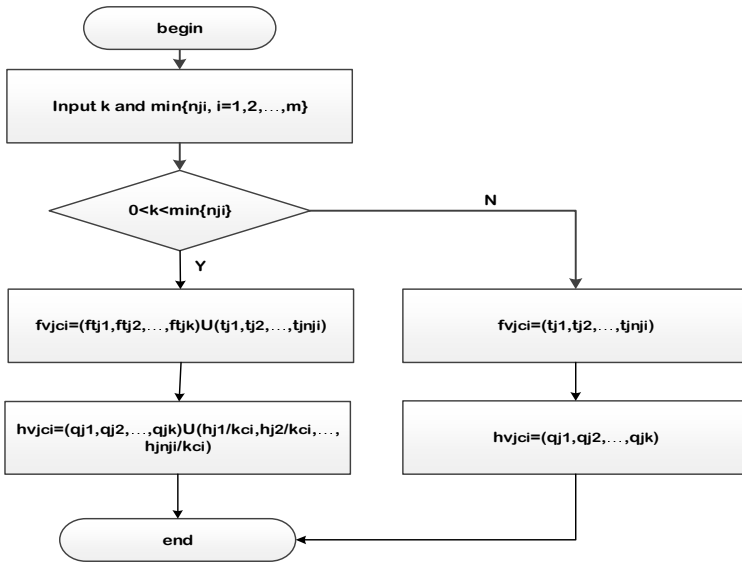 begin
Input k and min{nji, i=1,2,…,m}
0<k<min{nji}
N
Y
fvjci=(ftj1,ftj2,…,ftjk)U(tj1,tj2,…,tjnji)
fvjci=(tj1,tj2,…,tjnji)
hvjci=(qj1,qj2,…,qjk)U(hj1/kci,hj2/kci,…,
hjnji/kci)
hvjci=(qj1,qj2,…,qjk)
end